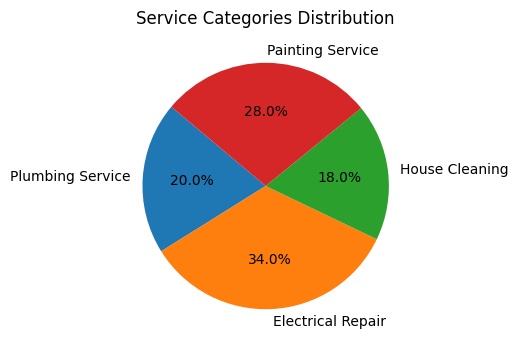 Service Categories Distribution
Painting Service
28.0%
Plumbing Service
20.0%
18.0%
House Cleaning
34.0%
Electrical Repair